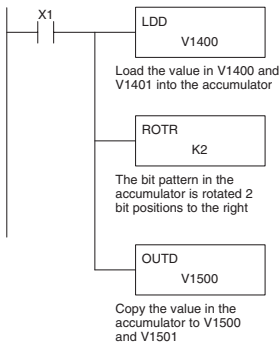 X1
LDD
V1400
Load the value in V1400 and
V1401 into the accumulator
ROTR
K2
The bit pattern in the
accumulator is rotated 2
bit positions to the right
OUTD
V1500
Copy the value in the
accumulator to V1500
and V1501